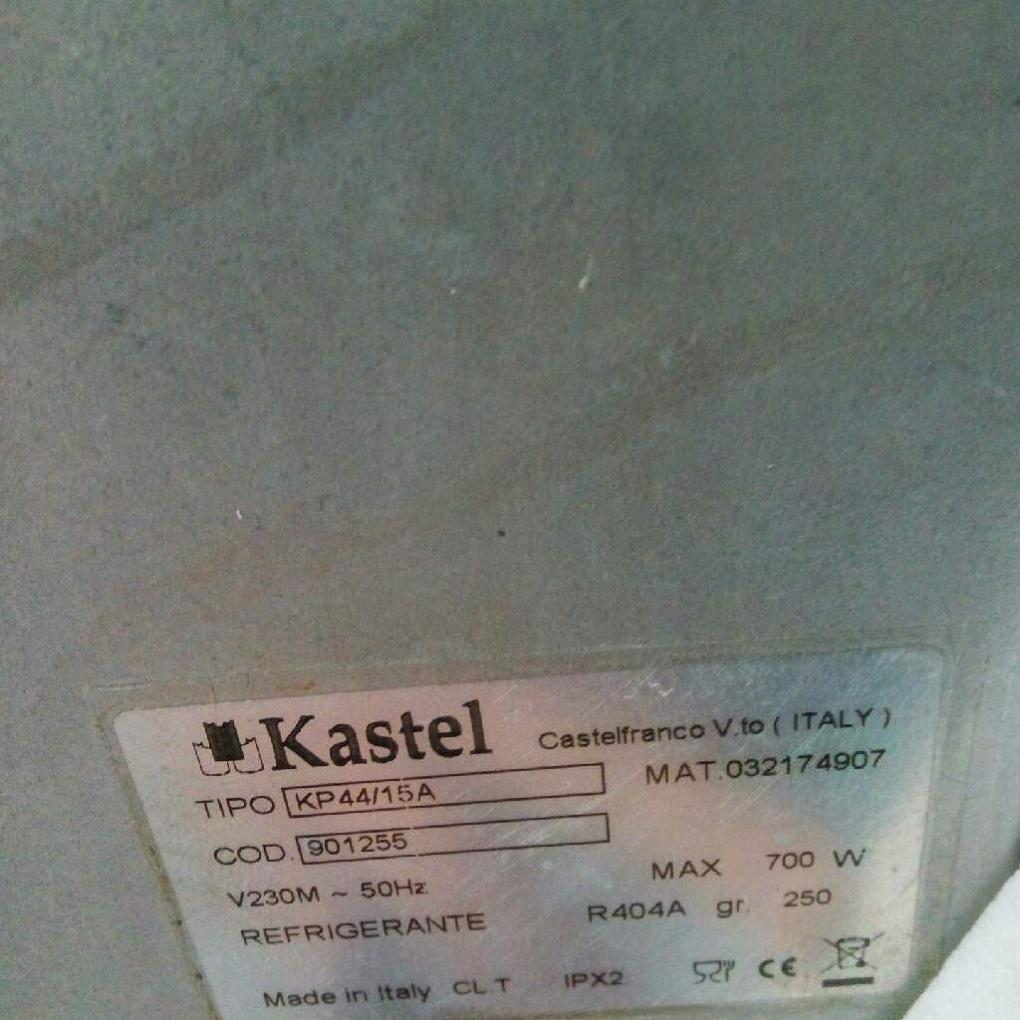 Kastel Castelfranco V.to ( ITALY )
TIPO KP44/15A MAT.032174907
COD. 901255
V230M ~ 50Hz MAX 700 W
REFRIGERANTE R404A gr. 250
Made in Italy CL.T IPX2 CE